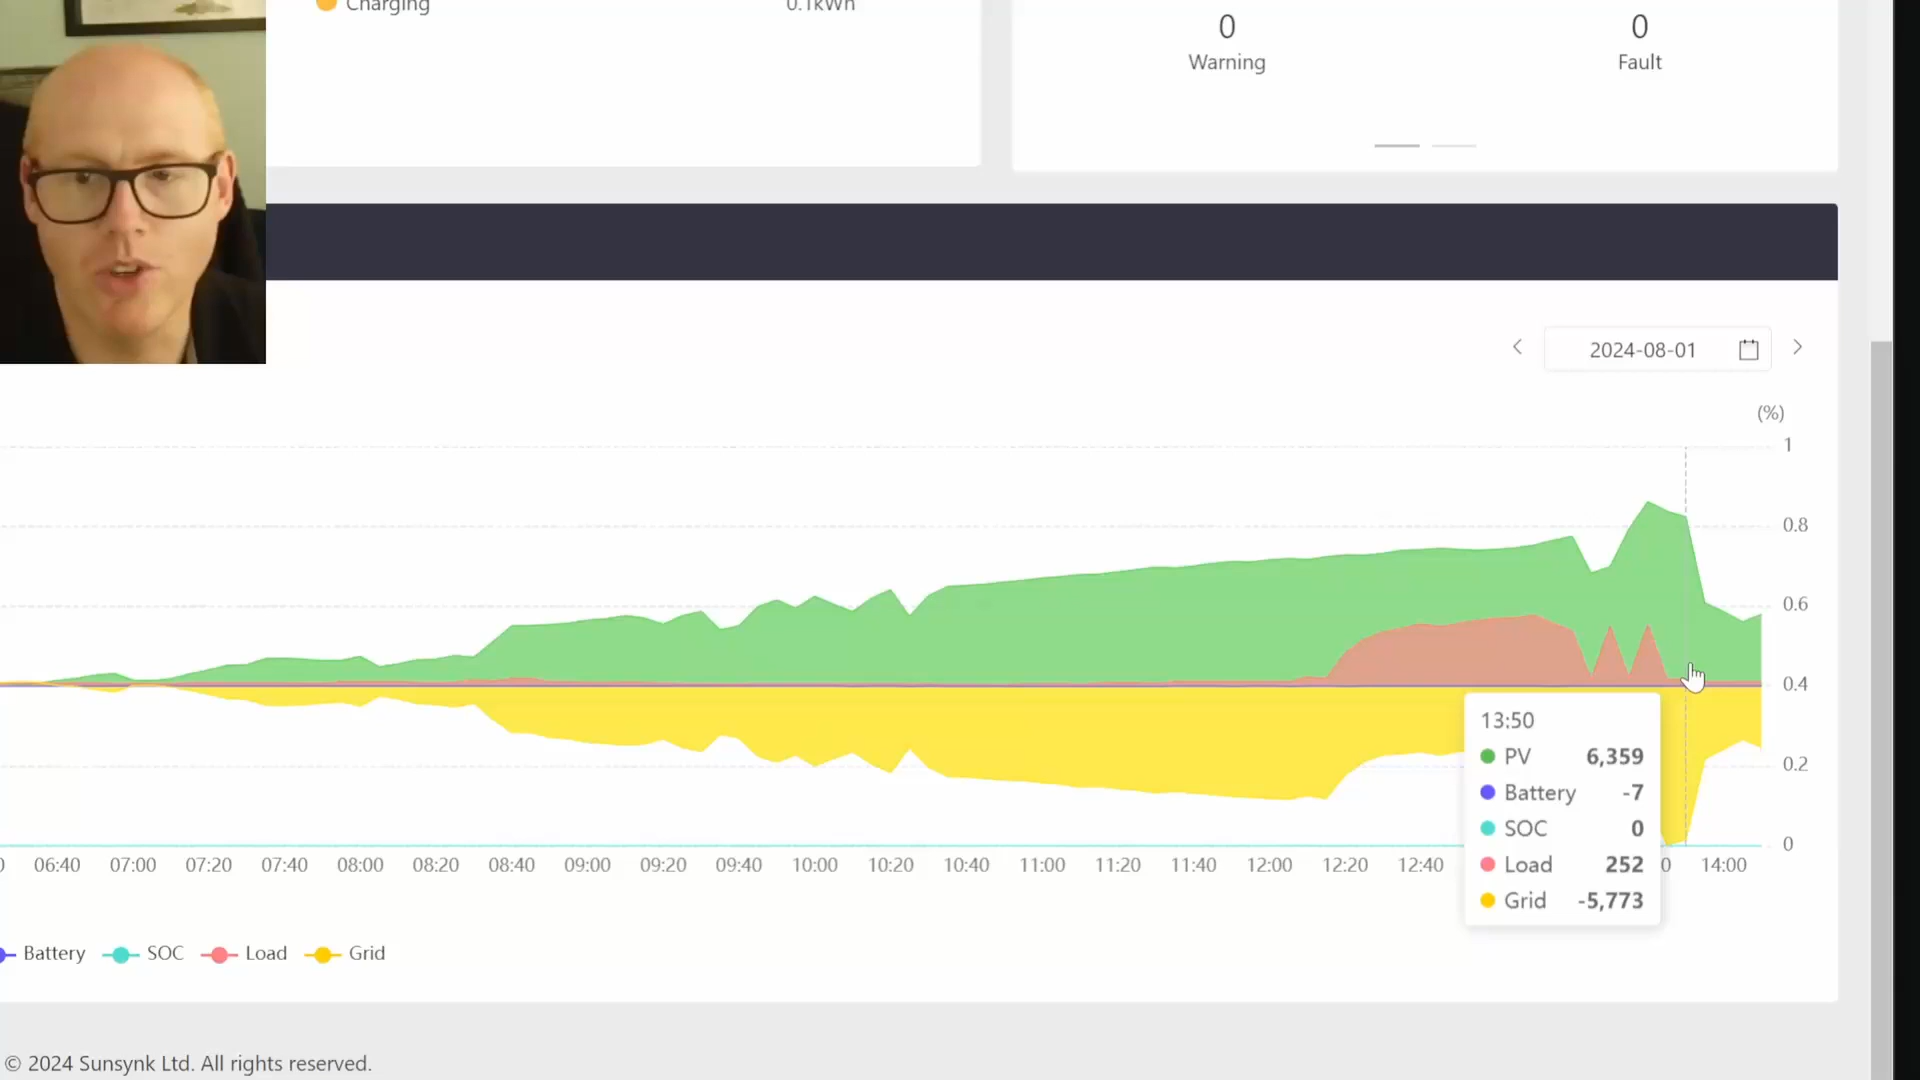 Charging 0.1kWh
0 0
Warning Fault
2024-08-01
(%)
1
0.8
0.6
0.4
0.2
0
13:50
PV 6,359
Battery -7
SOC 0
Load 252
Grid -5,773
0 06:40 07:00 07:20 07:40 08:00 08:20 08:40 09:00 09:20 09:40 10:00 10:20 10:40 11:00 11:20 11:40 12:00 12:20 12:40 0 14:00
Battery SOC Load Grid
© 2024 Sunsynk Ltd. All rights reserved.